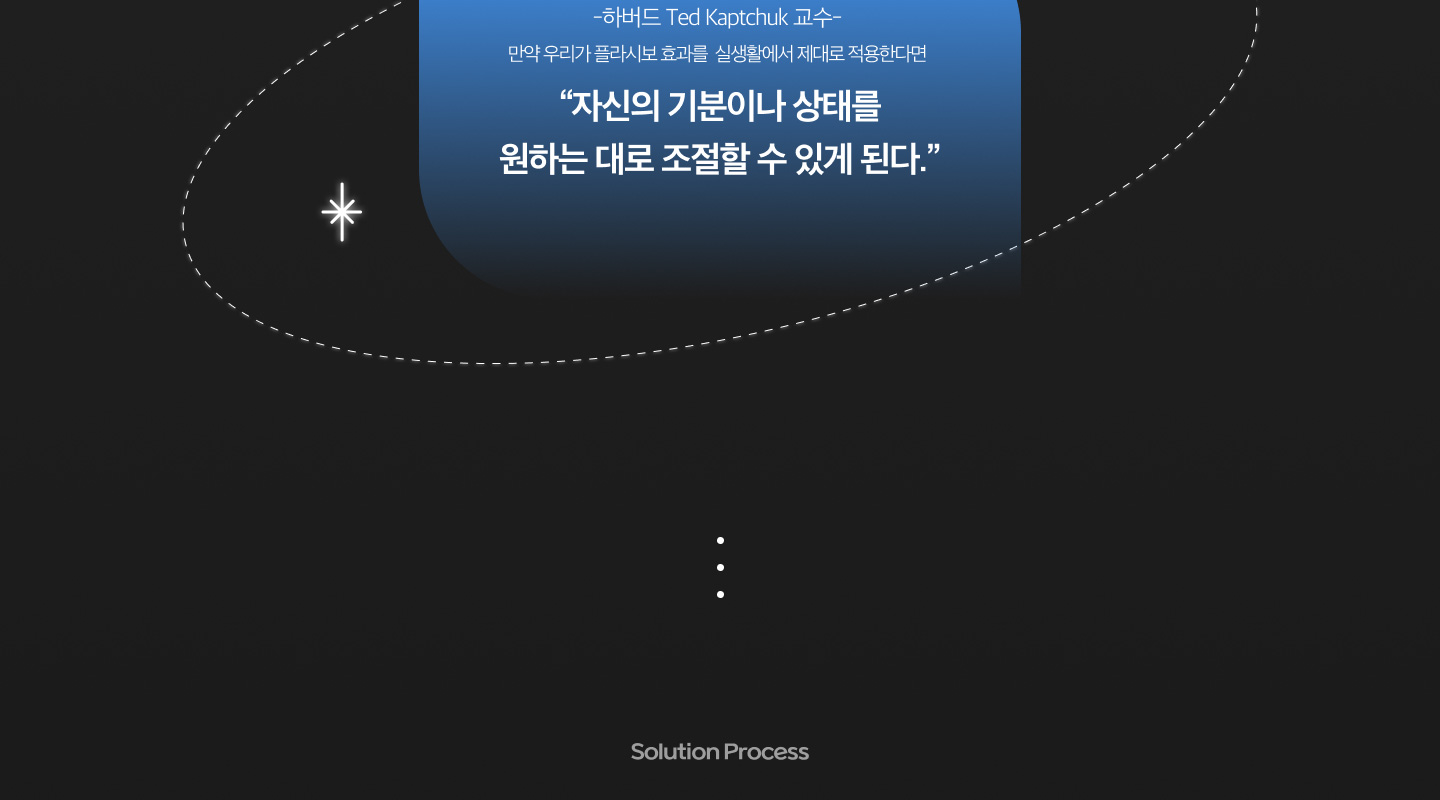 -하버드 Ted Kaptchuk 교수-
만약 우리가 플라시보 효과를 실생활에서 제대로 적용한다면
“자신의 기분이나 상태를
원하는 대로 조절할 수 있게 된다.”
Solution Process